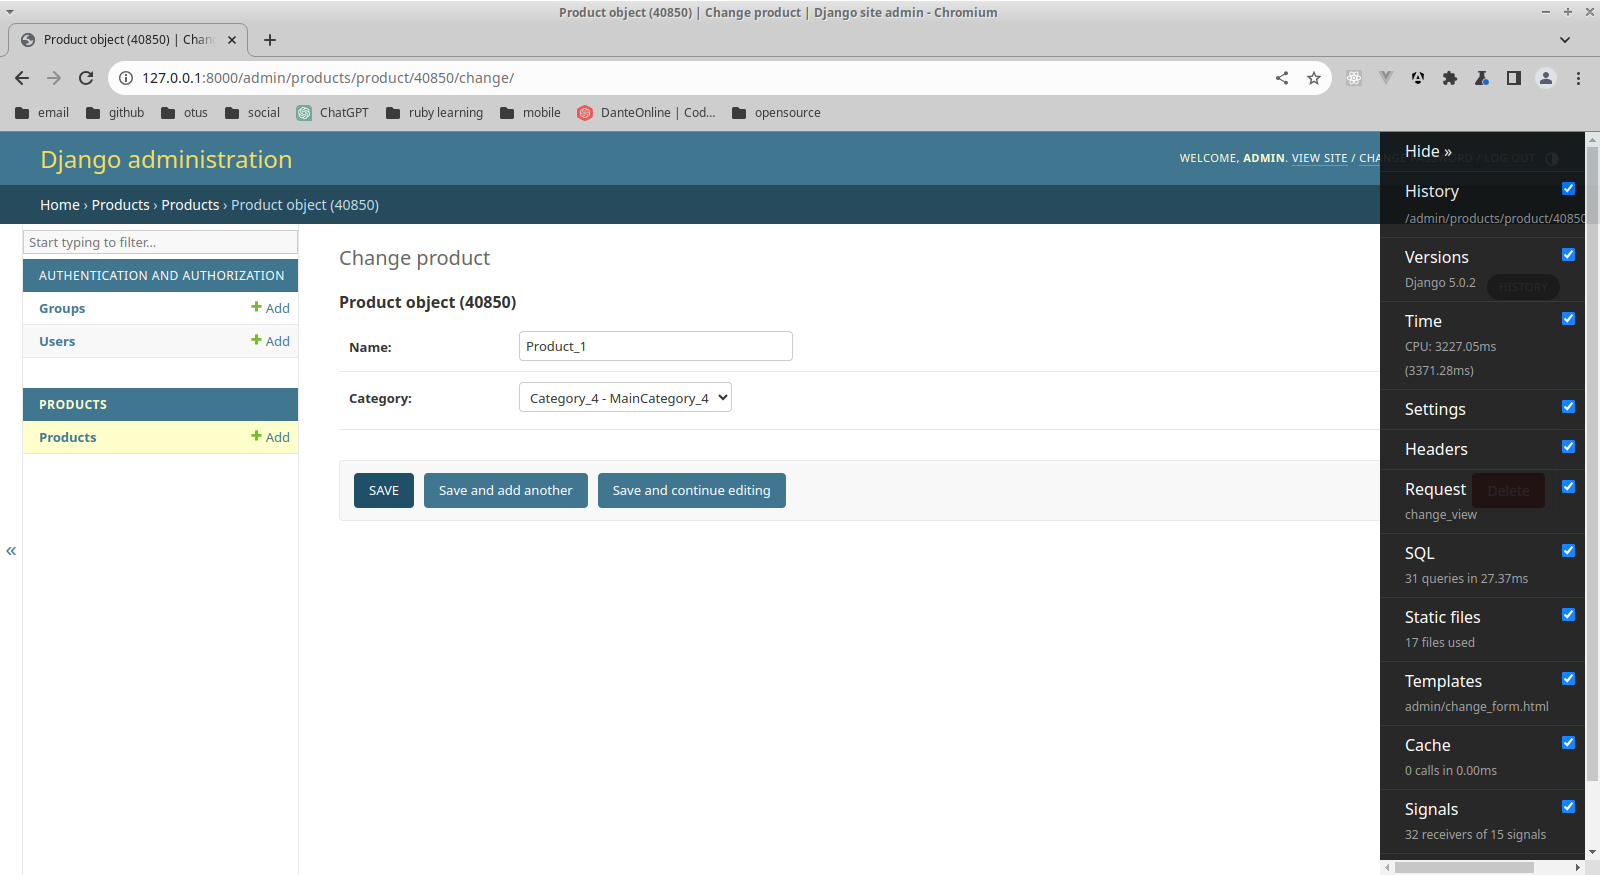 Product object (40850) | Change product | Django site admin - Chromium
Product object (40850) | Chan
127.0.0.1:8000/admin/products/product/40850/change/
email github otus social ChatGPT ruby learning mobile DanteOnline | Cod... opensource
Django administration
WELCOME, ADMIN. VIEW SITE / CHANGE PASSWORD / LOG OUT
Home › Products › Products › Product object (40850)
Start typing to filter...
AUTHENTICATION AND AUTHORIZATION
Groups Add
Users Add
PRODUCTS
Products Add
«
Change product
HISTORY
Product object (40850)
Name: Product_1
Category: Category_4 - MainCategory_4
SAVE Save and add another Save and continue editing Delete
Hide »
History
/admin/products/product/40850
Versions
Django 5.0.2
Time
CPU: 3227.05ms
(3371.28ms)
Settings
Headers
Request
change_view
SQL
31 queries in 27.37ms
Static files
17 files used
Templates
admin/change_form.html
Cache
0 calls in 0.00ms
Signals
32 receivers of 15 signals